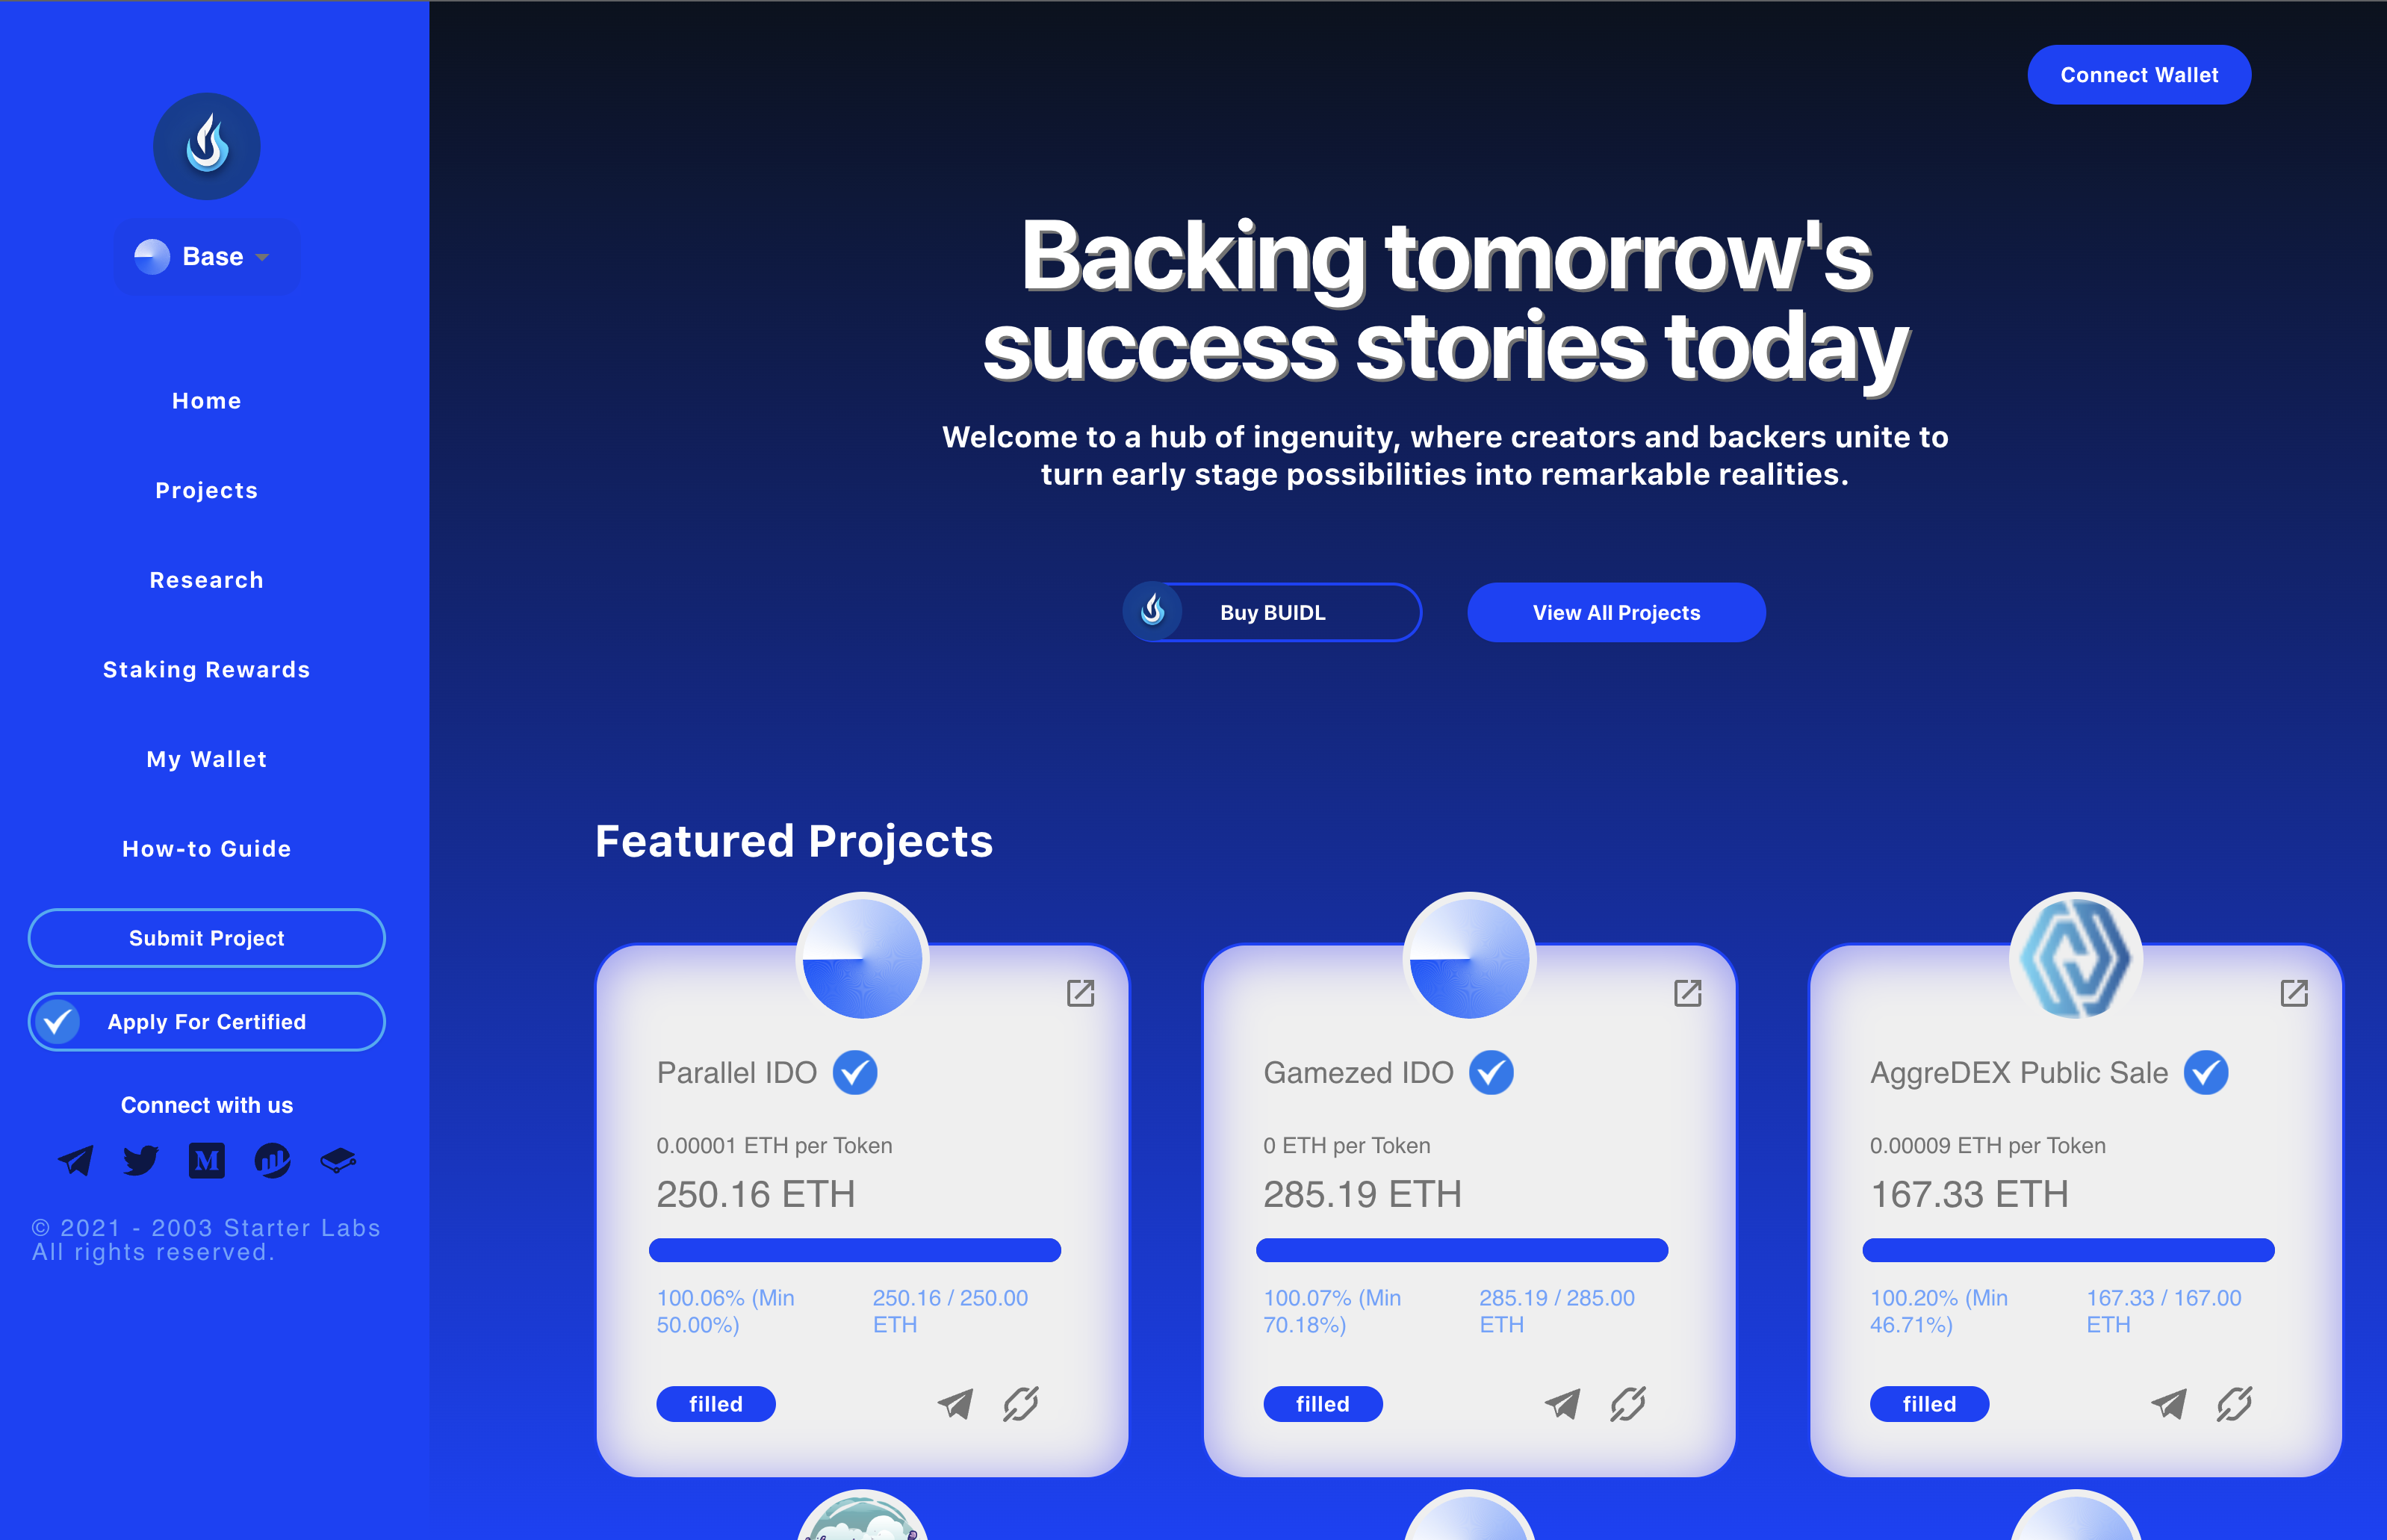 Connect Wallet
Base
Home
Projects
Research
Staking Rewards
My Wallet
How-to Guide
Submit Project
Apply For Certified
Connect with us
M
© 2021 - 2003 Starter Labs
All rights reserved.
Backing tomorrow's
success stories today
Welcome to a hub of ingenuity, where creators and backers unite to
turn early stage possibilities into remarkable realities.
Buy BUIDL
View All Projects
Featured Projects
Parallel IDO
0.00001 ETH per Token
250.16 ETH
100.06% (Min
50.00%)
250.16 / 250.00
ETH
filled
Gamezed IDO
0 ETH per Token
285.19 ETH
100.07% (Min
70.18%)
285.19 / 285.00
ETH
filled
AggreDEX Public Sale
0.00009 ETH per Token
167.33 ETH
100.20% (Min
46.71%)
167.33 / 167.00
ETH
filled